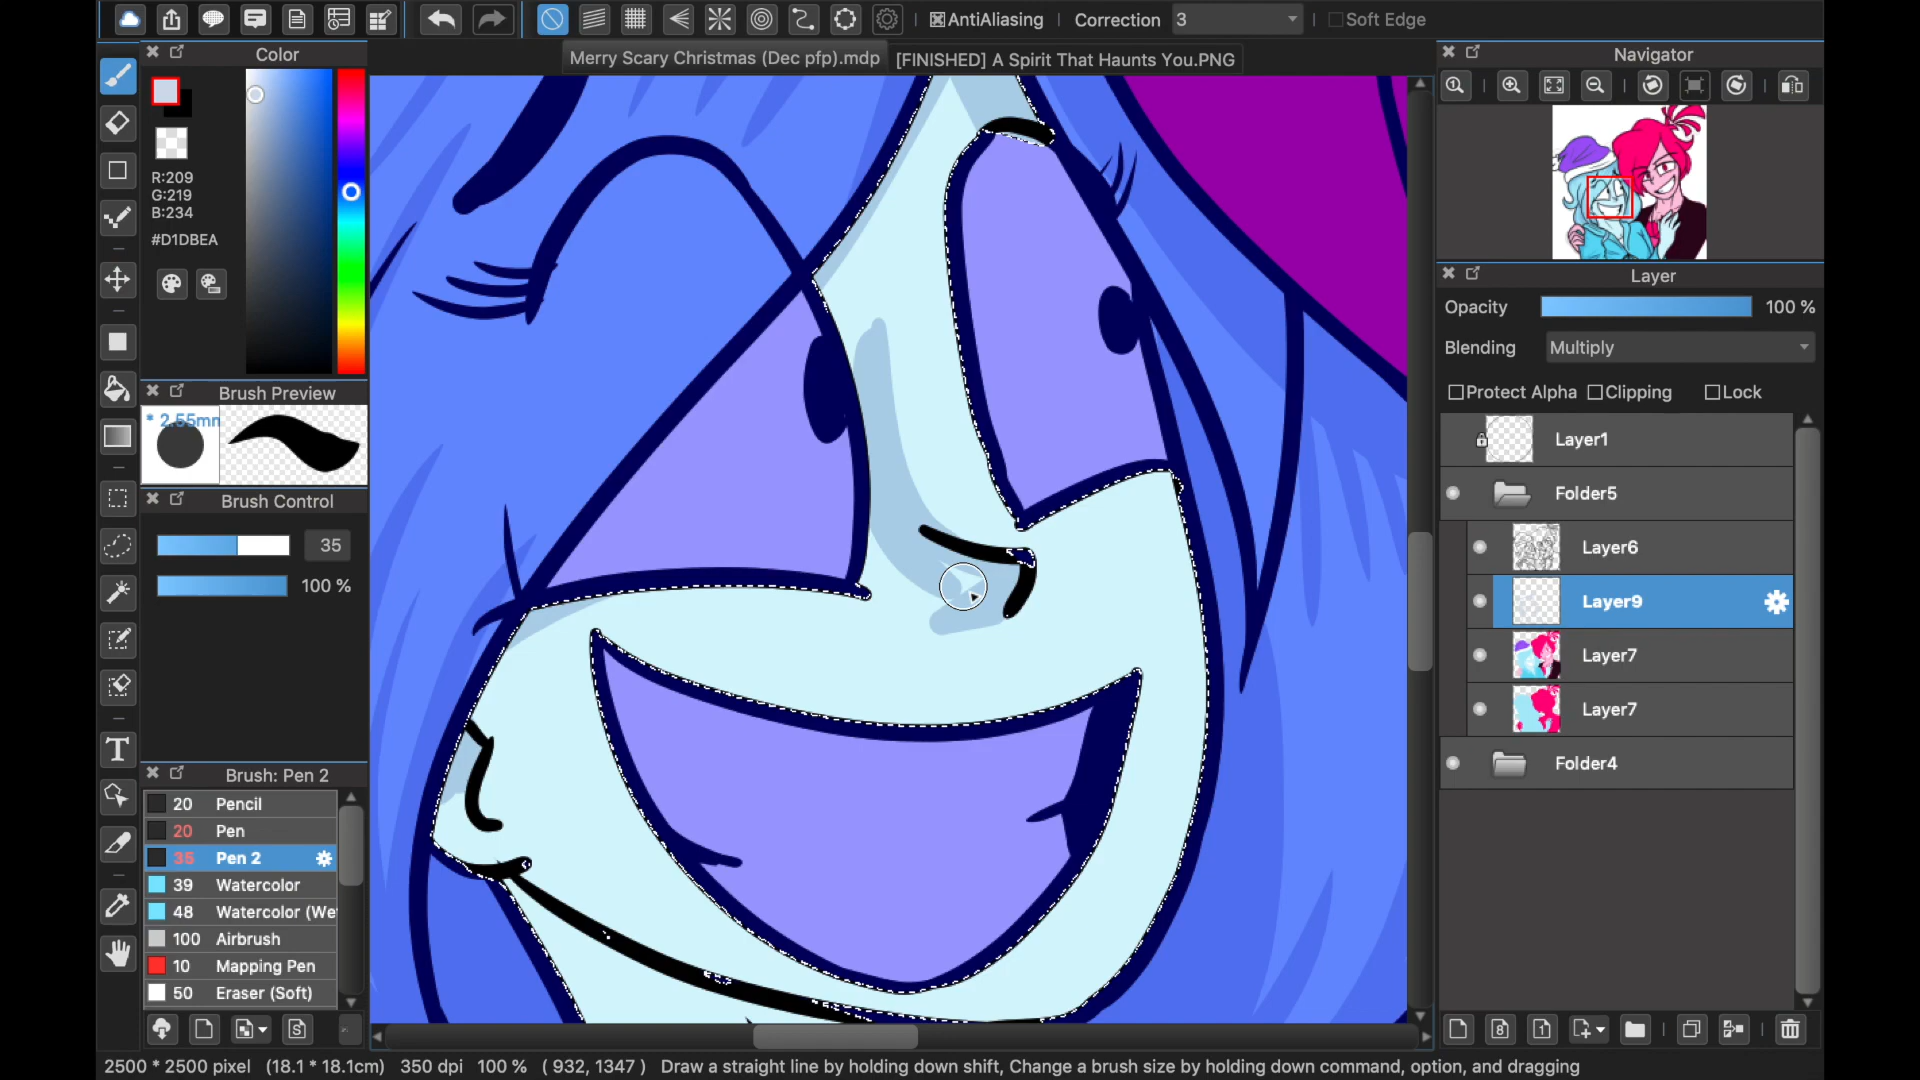 AntiAliasing
Correction 3
Soft Edge
Merry Scary Christmas (Dec pfp).mdp
[FINISHED] A Spirit That Haunts You.PNG
Color
R:209
G:219
B:234
#D1DBEA
Brush Preview
* 2.55mm
Brush Control
35
100 %
Brush: Pen 2
20 Pencil
20 Pen
35 Pen 2
39 Watercolor
48 Watercolor (We
100 Airbrush
10 Mapping Pen
50 Eraser (Soft)
Navigator
Layer
Opacity 100 %
Blending Multiply
Protect Alpha Clipping Lock
Layer1
Folder5
Layer6
Layer9
Layer7
Layer7
Folder4
2500 * 2500 pixel (18.1 * 18.1cm) 350 dpi 100 % ( 932, 1347 ) Draw a straight line by holding down shift, Change a brush size by holding down command, option, and dragging